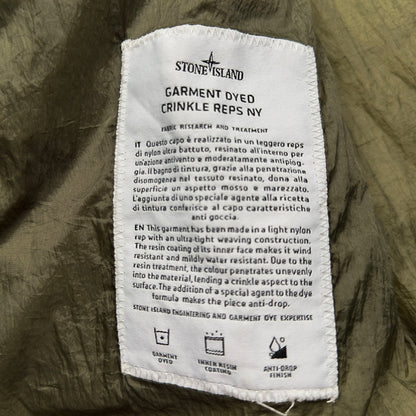 STONE ISLAND
GARMENT DYED
CRINKLE REPS NY
FABRIC RESEARCH AND TREATMENT
IT Questo capo è realizzato in un leggero reps
di nylon ultra battuto, resinato all'interno per
un'azione antivento e moderatamente antipiog-
gia. Il bagno di tintura, grazie alla penetrazione
disomogenea nel tessuto resinato, dona alla
superficie un aspetto mosso e marezzato.
L'aggiunta di uno speciale agente alla ricetta
di tintura conferisce al capo caratteristiche
anti goccia.
EN This garment has been made in a light nylon
rep with an ultra-tight weaving construction.
The resin coating of its inner face makes it wind
resistant and mildly water resistant. Due to the
resin treatment, the colour penetrates unevenly
into the material, lending a crinkle aspect to the
surface. The addition of a special agent to the dye
formula makes the piece anti-drop.
STONE ISLAND ENGINEERING AND GARMENT DYE EXPERTISE
GARMENT
DYED
INNER RESIN
COATING
ANTI-DROP
FINISH